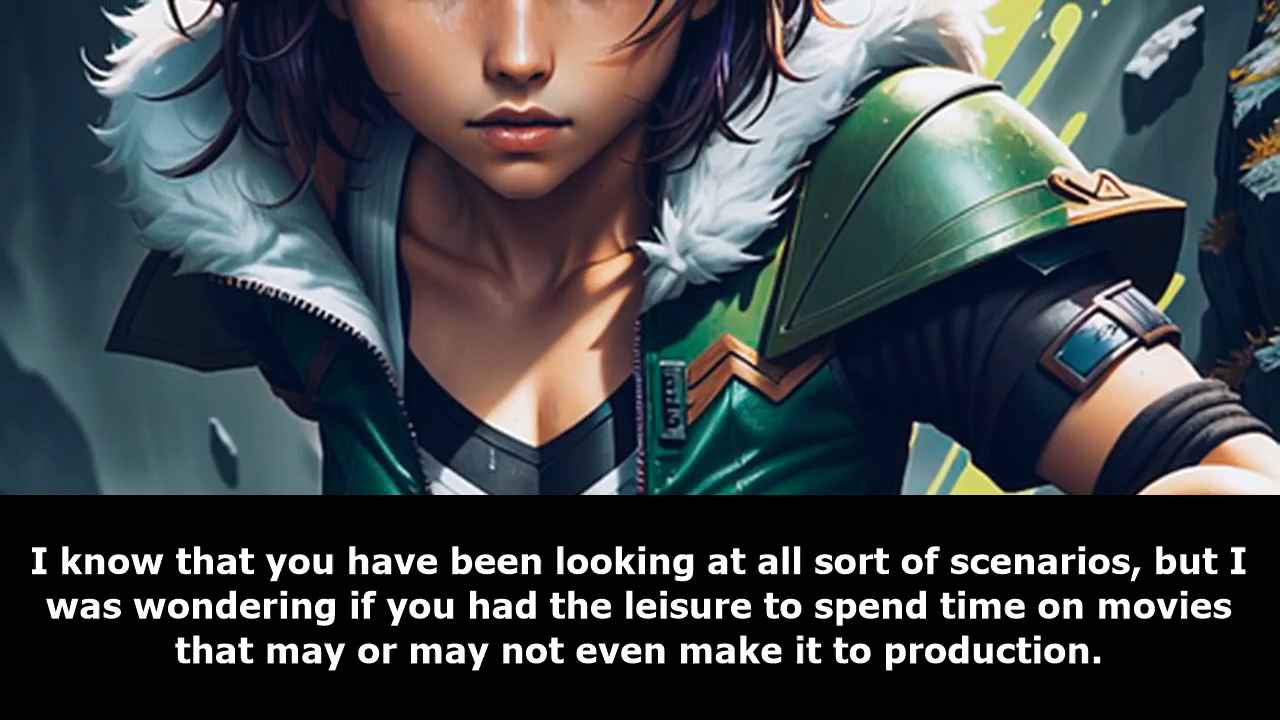 I know that you have been looking at all sort of scenarios, but I
was wondering if you had the leisure to spend time on movies
that may or may not even make it to production.